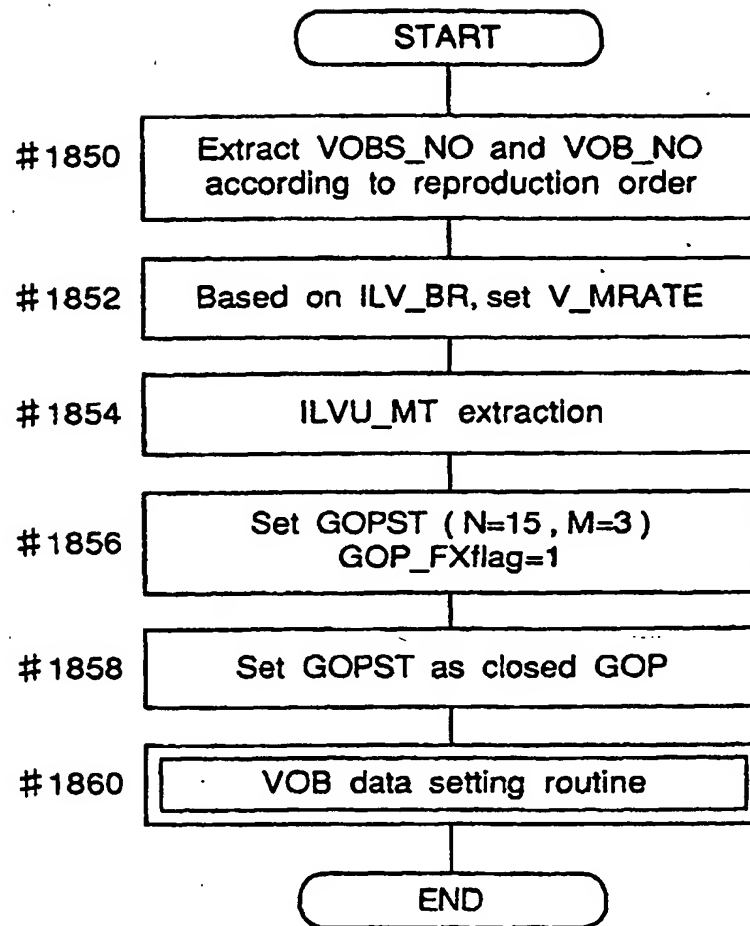 START
#1850
Extract VOBS_NO and VOB_NO
according to reproduction order
#1852
Based on ILV_BR, set V_MRATE
#1854
ILVU_MT extraction
#1856
Set GOPST (N=15, M=3)
GOP_FXflag=1
#1858
Set GOPST as closed GOP
#1860
VOB data setting routine
END